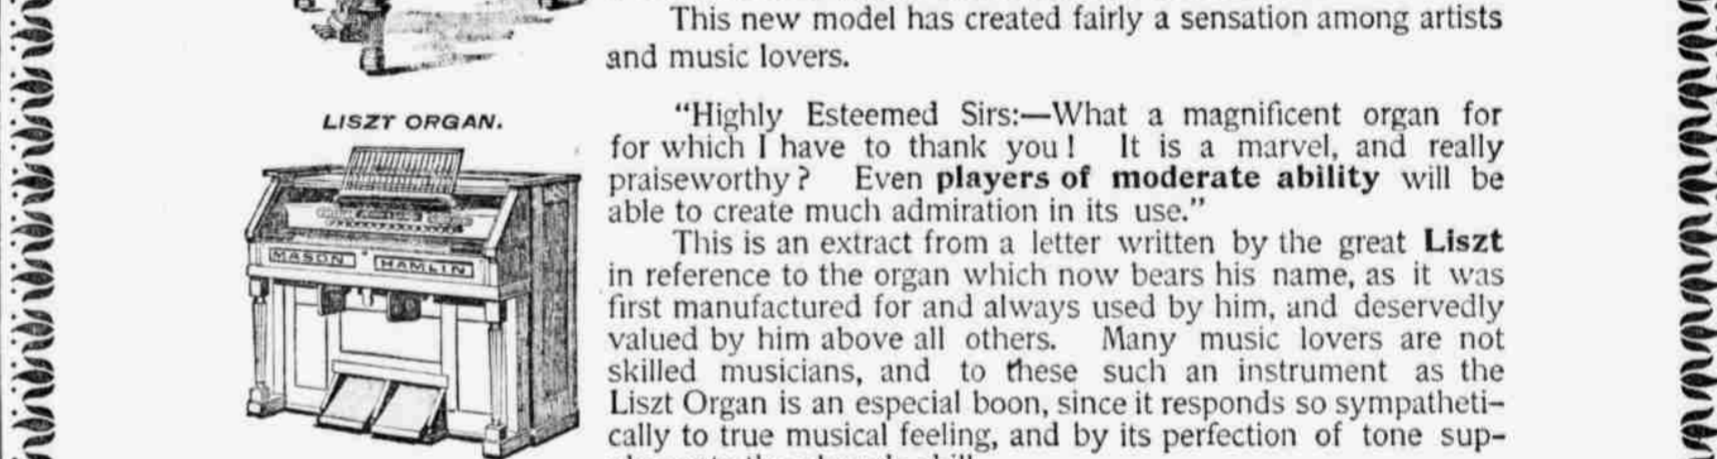 This new model has created fairly a sensation among artists
and music lovers.
LISZT ORGAN.
MASON HAMLIN
"Highly Esteemed Sirs:—What a magnificent organ for
for which I have to thank you! It is a marvel, and really
praiseworthy? Even players of moderate ability will be
able to create much admiration in its use."
This is an extract from a letter written by the great Liszt
in reference to the organ which now bears his name, as it was
first manufactured for and always used by him, and deservedly
valued by him above all others. Many music lovers are not
skilled musicians, and to these such an instrument as the
Liszt Organ is an especial boon, since it responds so sympatheti-
cally to true musical feeling, and by its perfection of tone sup-